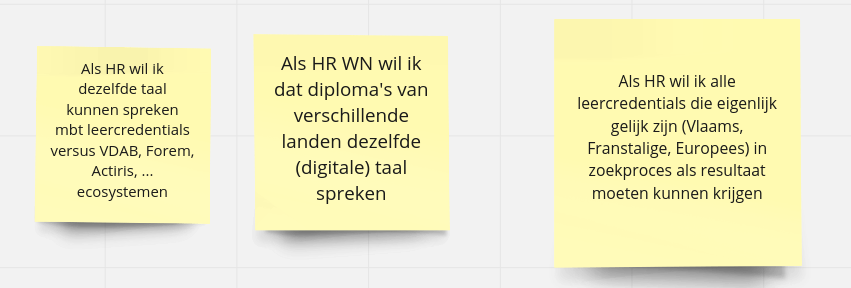 Als HR wil ik
dezelfde taal
kunnen spreken
mbt leercredentials
versus VDAB, Forem,
Actiris, ...
ecosystemen
Als HR WN wil ik
dat diploma's van
verschillende
landen dezelfde
(digitale) taal
spreken
Als HR wil ik alle
leercredentials die eigenlijk
gelijk zijn (Vlaams,
Franstalige, Europees) in
zoekproces als resultaat
moeten kunnen krijgen